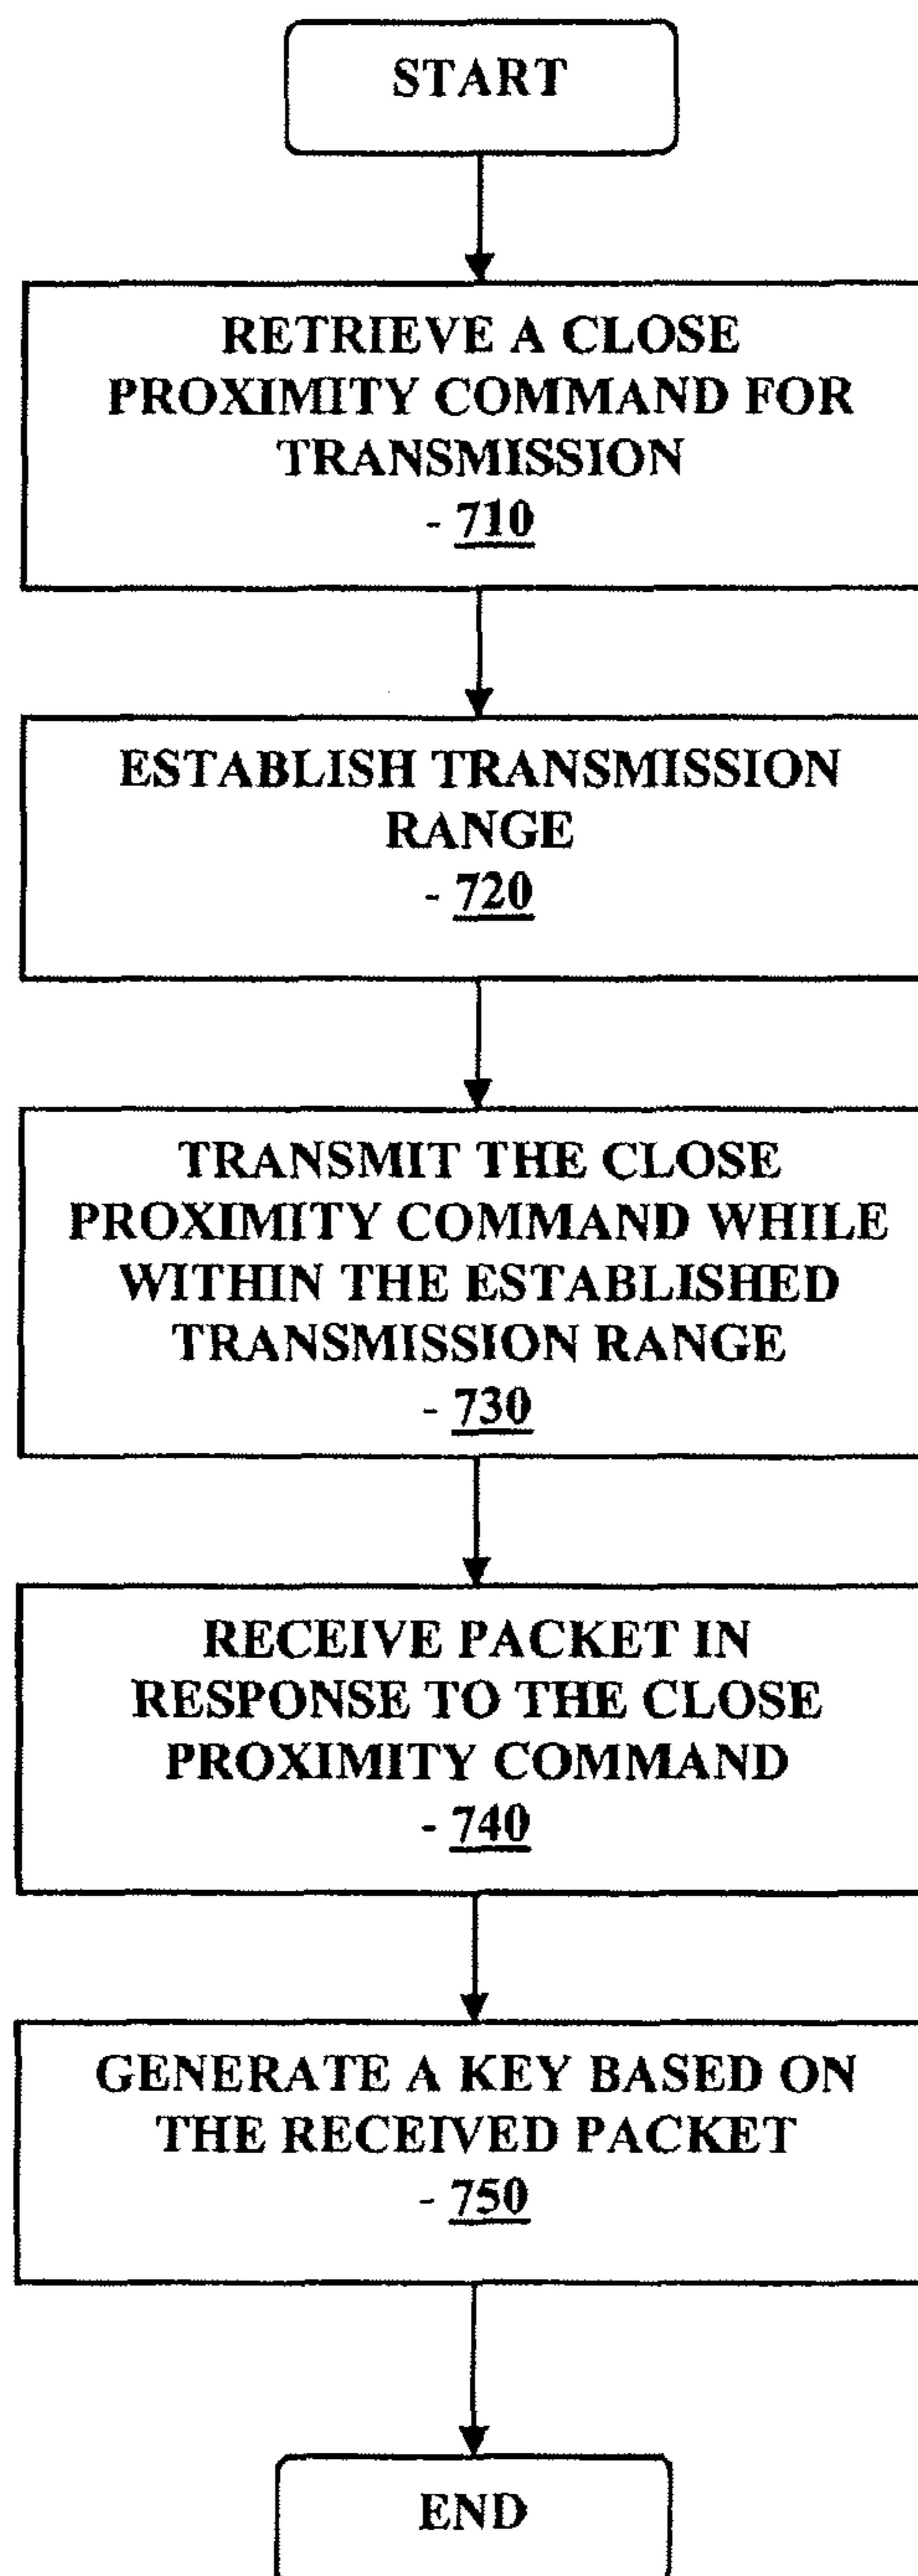 START
RETRIEVE A CLOSE
PROXIMITY COMMAND FOR
TRANSMISSION
- 710
ESTABLISH TRANSMISSION
RANGE
- 720
TRANSMIT THE CLOSE
PROXIMITY COMMAND WHILE
WITHIN THE ESTABLISHED
TRANSMISSION RANGE
- 730
RECEIVE PACKET IN
RESPONSE TO THE CLOSE
PROXIMITY COMMAND
- 740
GENERATE A KEY BASED ON
THE RECEIVED PACKET
- 750
END